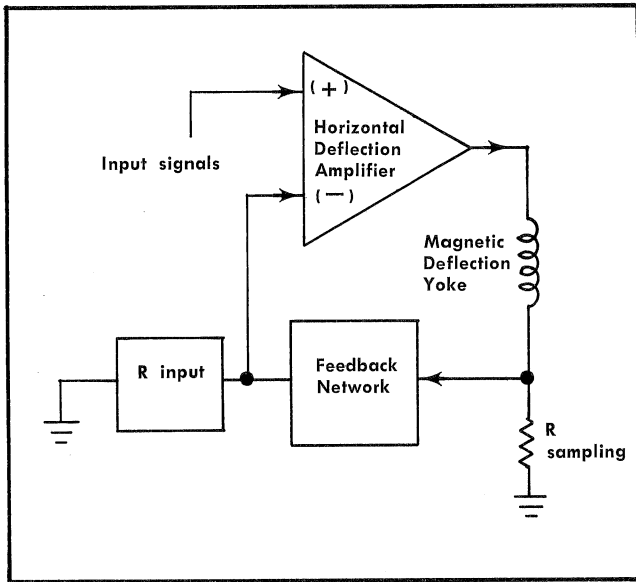 (+)
Horizontal
Deflection
Amplifier
Input signals
(−)
Magnetic
Deflection
Yoke
R input
Feedback
Network
R
sampling